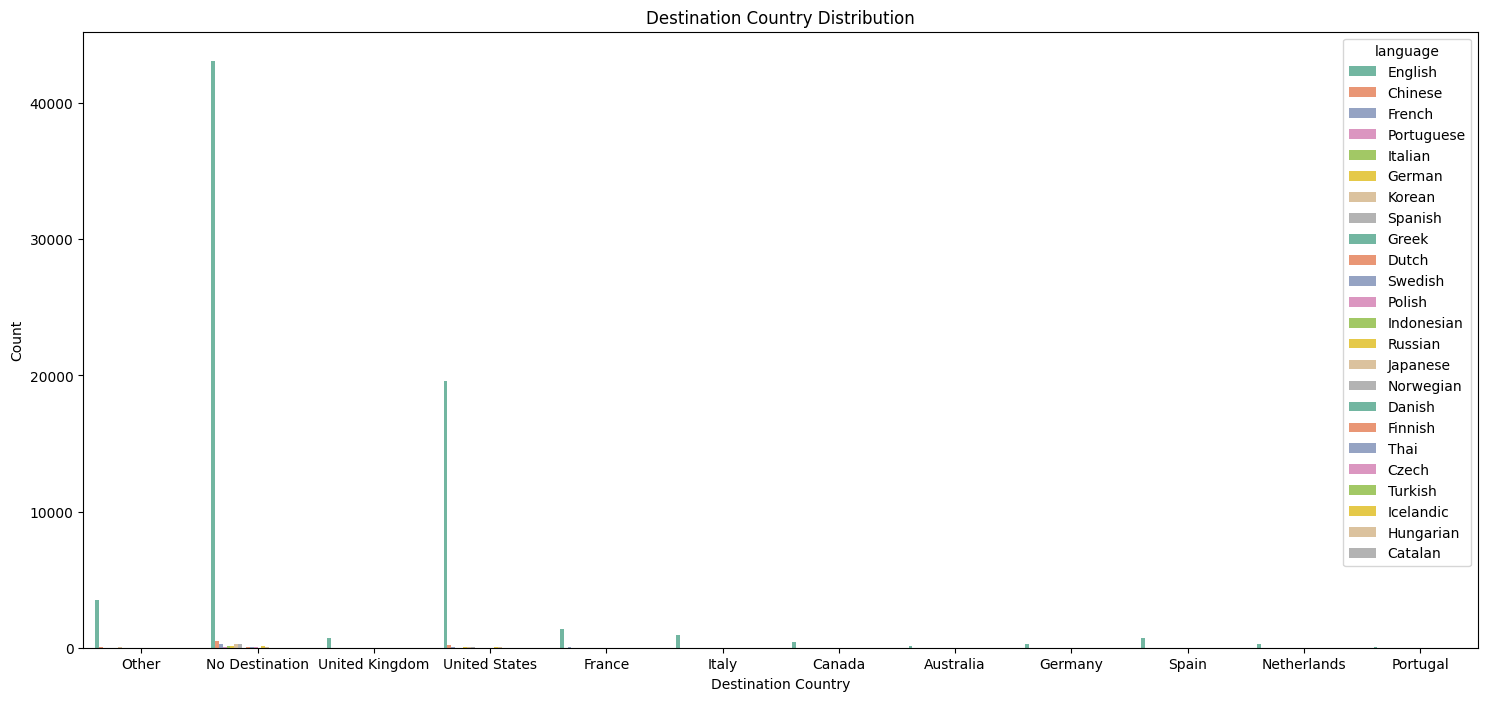 Destination Country Distribution
language
English
Chinese
French
Portuguese
Italian
German
Korean
Spanish
Greek
Dutch
Swedish
Polish
Indonesian
Russian
Japanese
Norwegian
Danish
Finnish
Thai
Czech
Turkish
Icelandic
Hungarian
Catalan
Count
40000
30000
20000
10000
0
Other No Destination United Kingdom United States France Italy Canada Australia Germany Spain Netherlands Portugal
Destination Country